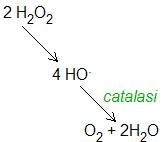 2 H₂O₂
4 HO·
catalasi
O₂ + 2H₂O